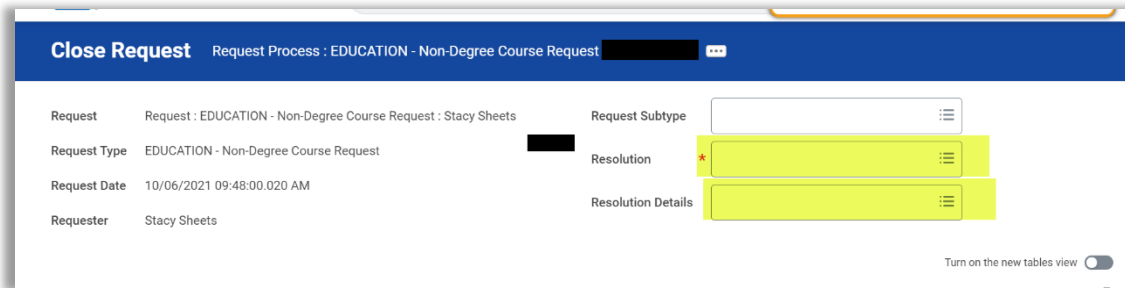 Close Request Request Process : EDUCATION - Non-Degree Course Request
Request Request : EDUCATION - Non-Degree Course Request : Stacy Sheets
Request Type EDUCATION - Non-Degree Course Request
Request Date 10/06/2021 09:48:00.020 AM
Requester Stacy Sheets
Request Subtype
Resolution *
Resolution Details
Turn on the new tables view